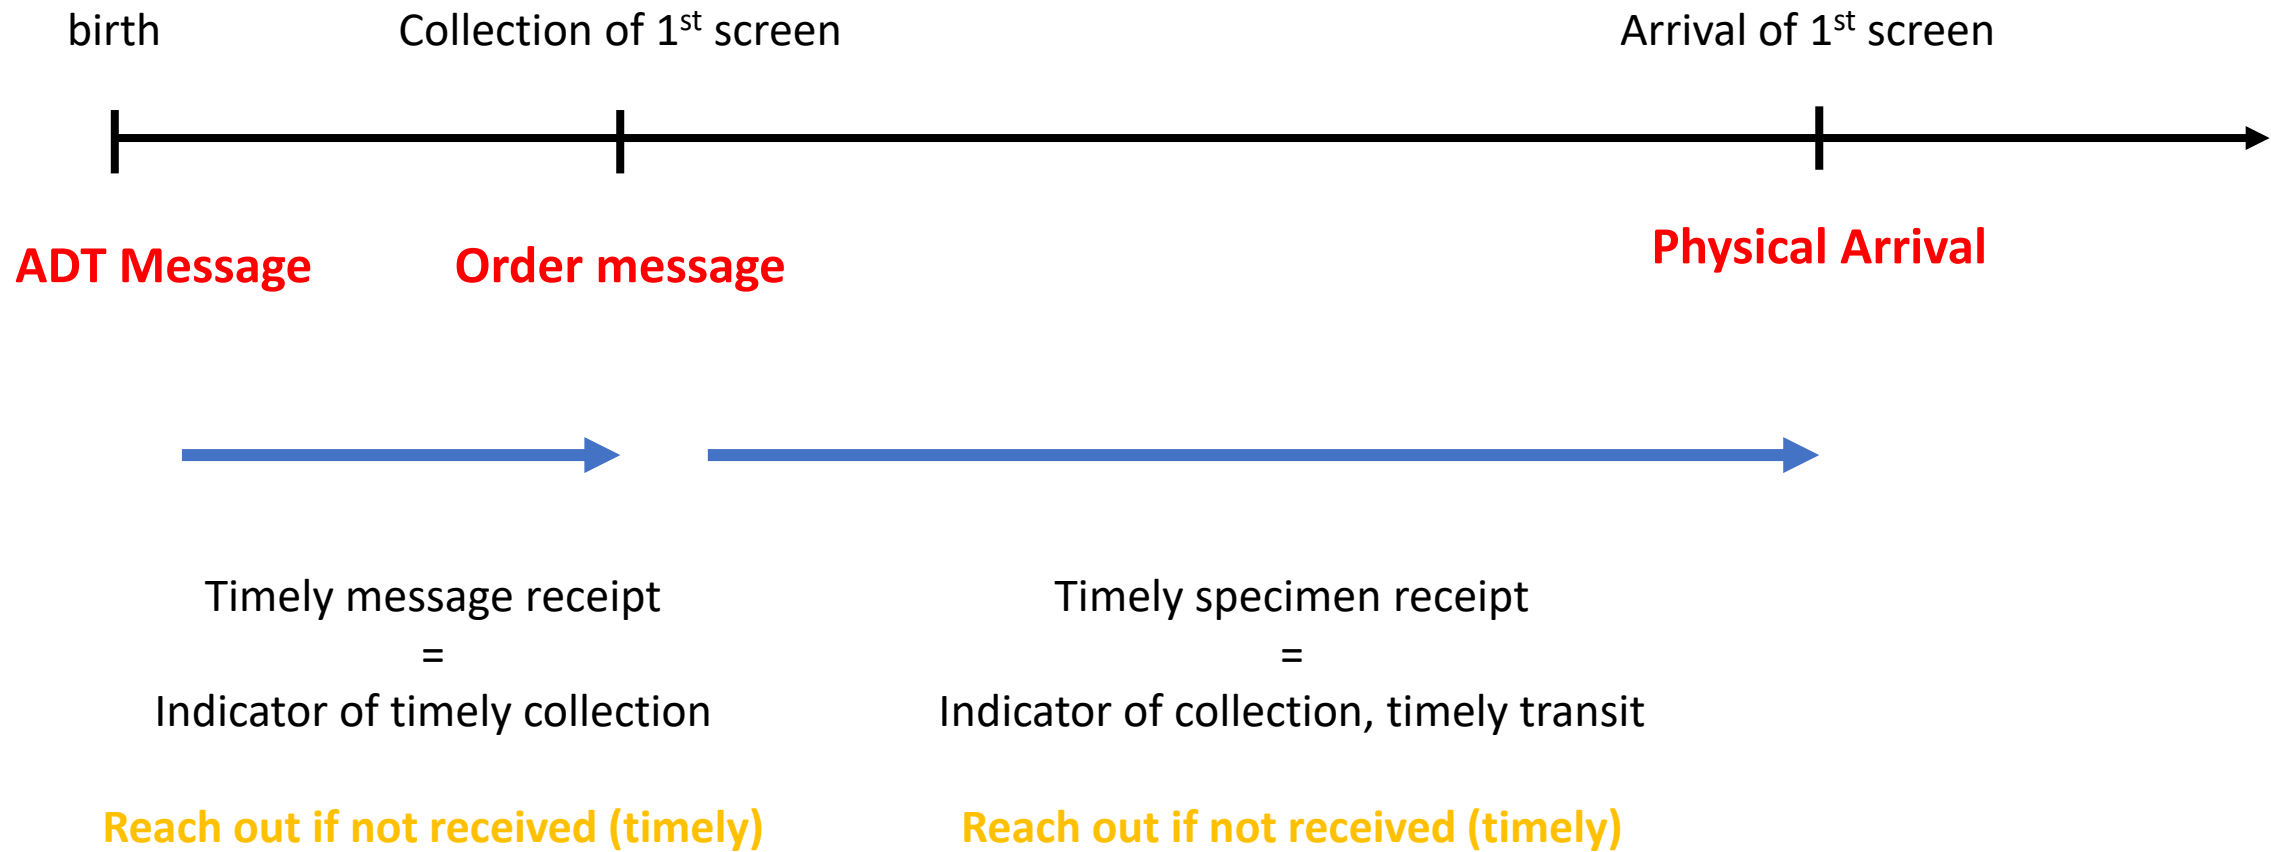 birth
Collection of 1st screen
Arrival of 1st screen
ADT Message
Order message
Physical Arrival
Timely message receipt
=
Indicator of timely collection
Reach out if not received (timely)
Timely specimen receipt
=
Indicator of collection, timely transit
Reach out if not received (timely)